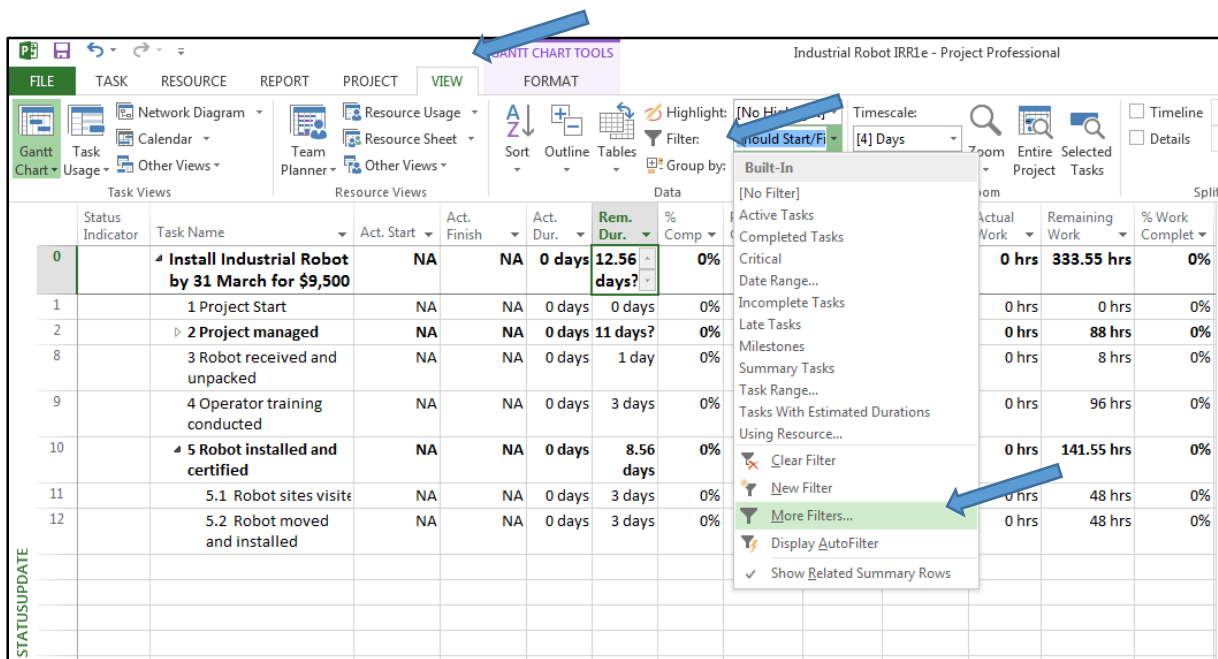 GANTT CHART TOOLS
Industrial Robot IRR1e - Project Professional
FILE TASK RESOURCE REPORT PROJECT VIEW FORMAT
Gantt Chart
Task Usage
Network Diagram
Calendar
Other Views
Task Views
Team Planner
Resource Usage
Resource Sheet
Other Views
Resource Views
Sort
Outline
Tables
Highlight: [No
Filter: Should Start/Fi
Group by:
Data
Timescale:
[4] Days
Zoom
Entire Project
Selected Tasks
Timeline
Details
Built-In
[No Filter]
Active Tasks
Completed Tasks
Critical
Date Range...
Incomplete Tasks
Late Tasks
Milestones
Summary Tasks
Task Range...
Tasks With Estimated Durations
Using Resource...
Clear Filter
New Filter
More Filters...
Display AutoFilter
Show Related Summary Rows
Status Indicator Task Name Act. Start Act. Finish Act. Dur. Rem. Dur. % Comp Actual Work Remaining Work % Work Complet
0 Install Industrial Robot NA NA 0 days 12.56 0% 0 hrs 333.55 hrs 0%
by 31 March for $9,500 days?
1 1 Project Start NA NA 0 days 0 days 0% 0 hrs 0 hrs 0%
2 2 Project managed NA NA 0 days 11 days? 0% 0 hrs 88 hrs 0%
8 3 Robot received and NA NA 0 days 1 day 0% 0 hrs 8 hrs 0%
unpacked
9 4 Operator training NA NA 0 days 3 days 0% 0 hrs 96 hrs 0%
conducted
10 5 Robot installed and NA NA 0 days 8.56 0% 0 hrs 141.55 hrs 0%
certified days
11 5.1 Robot sites visite NA NA 0 days 3 days 0% 0 hrs 48 hrs 0%
12 5.2 Robot moved NA NA 0 days 3 days 0% 0 hrs 48 hrs 0%
and installed
STATUSUPDATE